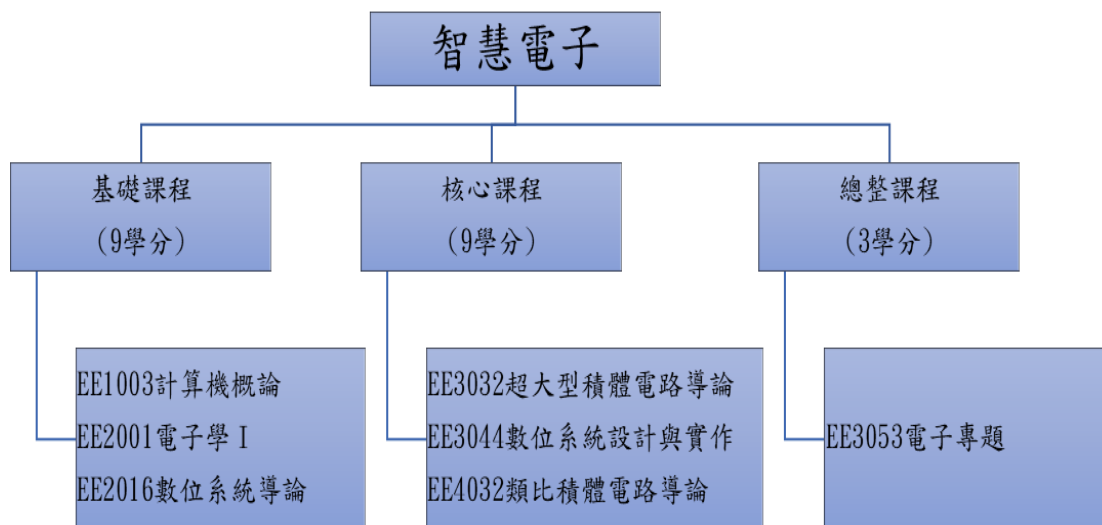 智慧電子
基礎課程
(9學分)
核心課程
(9學分)
總整課程
(3學分)
EE1003計算機概論
EE2001電子學Ⅰ
EE2016數位系統導論
EE3032超大型積體電路導論
EE3044數位系統設計與實作
EE4032類比積體電路導論
EE3053電子專題